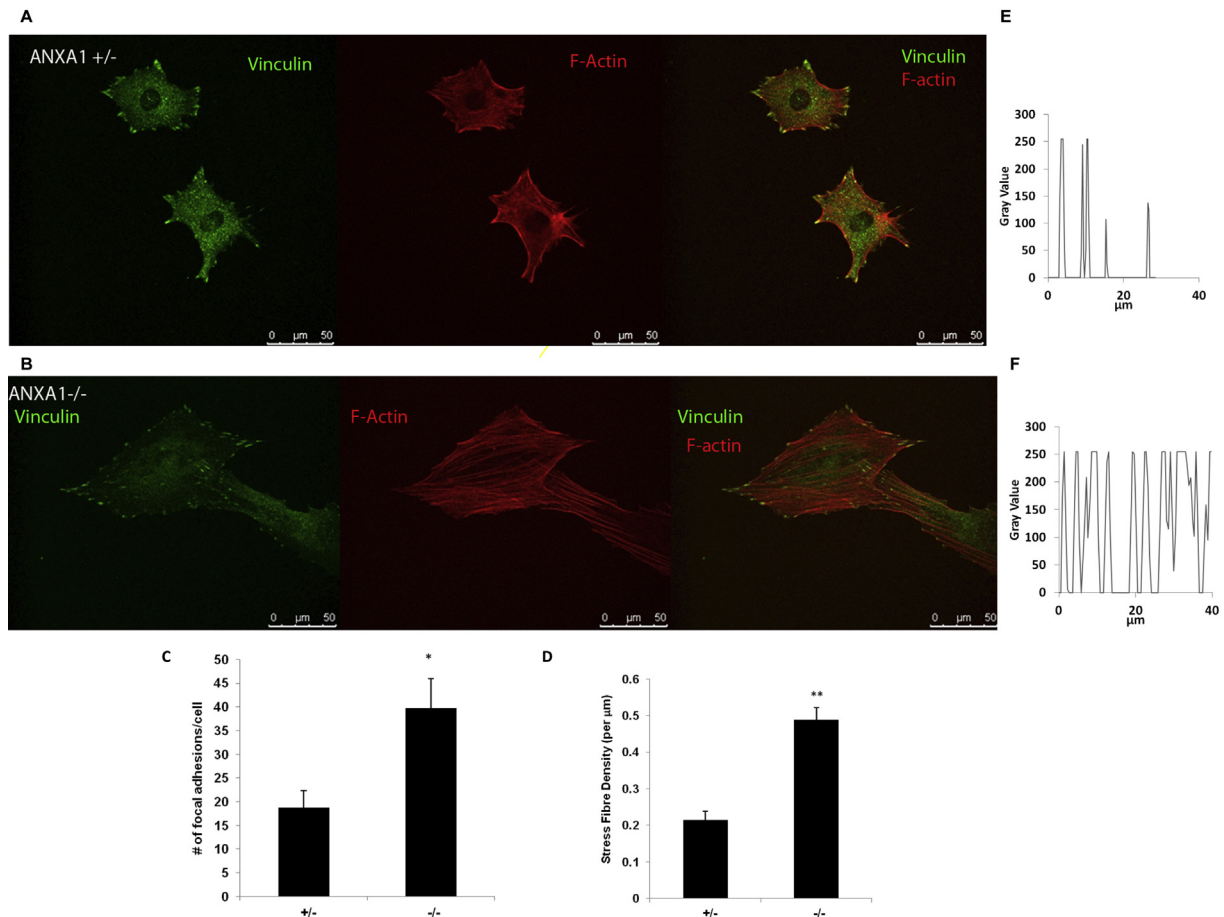 A
ANXA1 +/-
Vinculin
F-Actin
Vinculin
F-actin
0 µm 50
0 µm 50
0 µm 50
E
300
250
200
150
100
50
0
Gray Value
0 20 40
µm
B
ANXA1-/-
Vinculin
F-Actin
Vinculin
F-actin
0 µm 50
0 µm 50
0 µm 50
F
300
250
200
150
100
50
0
Gray Value
0 20 40
µm
C
*
50
45
40
35
30
25
20
15
10
5
0
# of focal adhesions/cell
+/- -/-
D
**
0.6
0.5
0.4
0.3
0.2
0.1
0
Stress Fibre Density (per µm)
+/- -/-